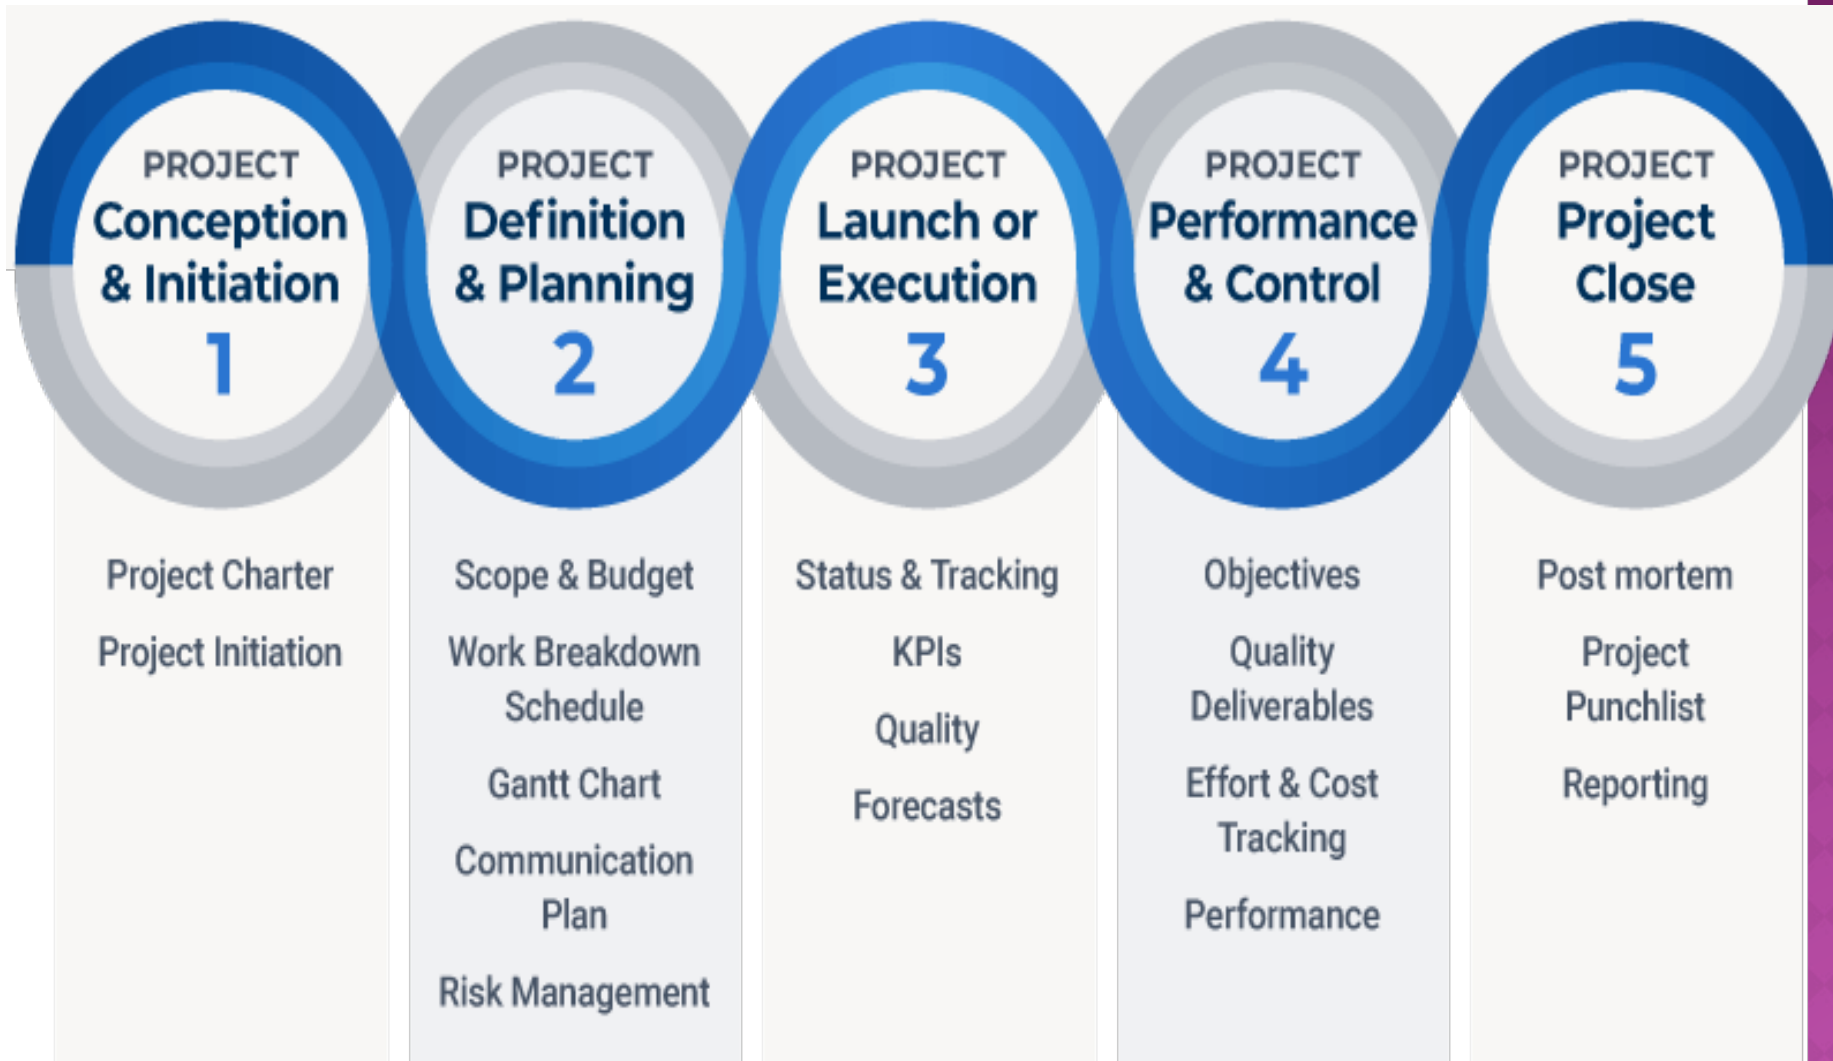 PROJECT
Conception
& Initiation
1
Project Charter
Project Initiation
PROJECT
Definition
& Planning
2
Scope & Budget
Work Breakdown
Schedule
Gantt Chart
Communication
Plan
Risk Management
PROJECT
Launch or
Execution
3
Status & Tracking
KPIs
Quality
Forecasts
PROJECT
Performance
& Control
4
Objectives
Quality
Deliverables
Effort & Cost
Tracking
Performance
PROJECT
Project
Close
5
Post mortem
Project
Punchlist
Reporting